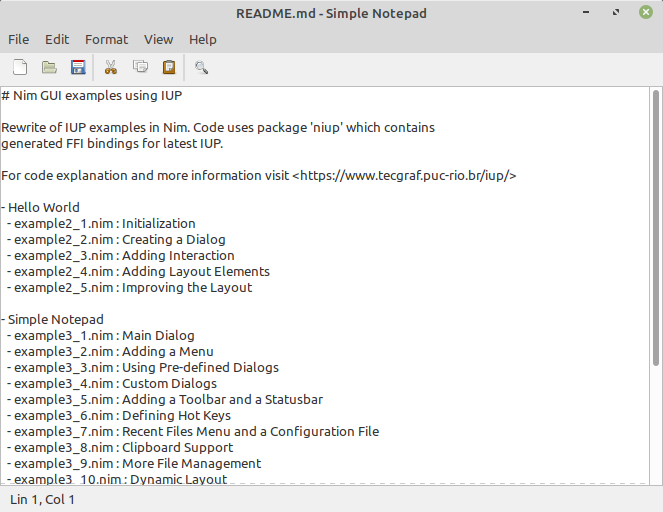 README.md - Simple Notepad
File Edit Format View Help
# Nim GUI examples using IUP
Rewrite of IUP examples in Nim. Code uses package 'niup' which contains
generated FFI bindings for latest IUP.
For code explanation and more information visit <https://www.tecgraf.puc-rio.br/iup/>
- Hello World
- example2_1.nim : Initialization
- example2_2.nim : Creating a Dialog
- example2_3.nim : Adding Interaction
- example2_4.nim : Adding Layout Elements
- example2_5.nim : Improving the Layout
- Simple Notepad
- example3_1.nim : Main Dialog
- example3_2.nim : Adding a Menu
- example3_3.nim : Using Pre-defined Dialogs
- example3_4.nim : Custom Dialogs
- example3_5.nim : Adding a Toolbar and a Statusbar
- example3_6.nim : Defining Hot Keys
- example3_7.nim : Recent Files Menu and a Configuration File
- example3_8.nim : Clipboard Support
- example3_9.nim : More File Management
- example3_10.nim : Dynamic Layout
Lin 1, Col 1